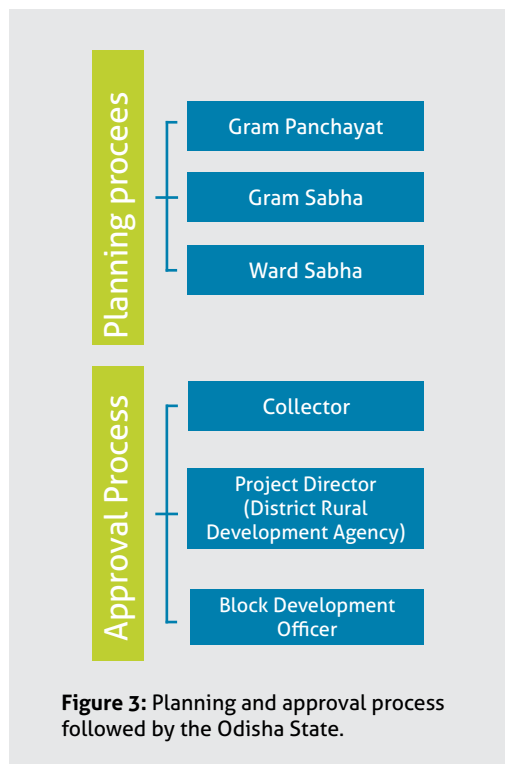 Planning procees
Gram Panchayat
Gram Sabha
Ward Sabha
Approval Process
Collector
Project Director
(District Rural
Development Agency)
Block Development
Officer
Figure 3: Planning and approval process
followed by the Odisha State.